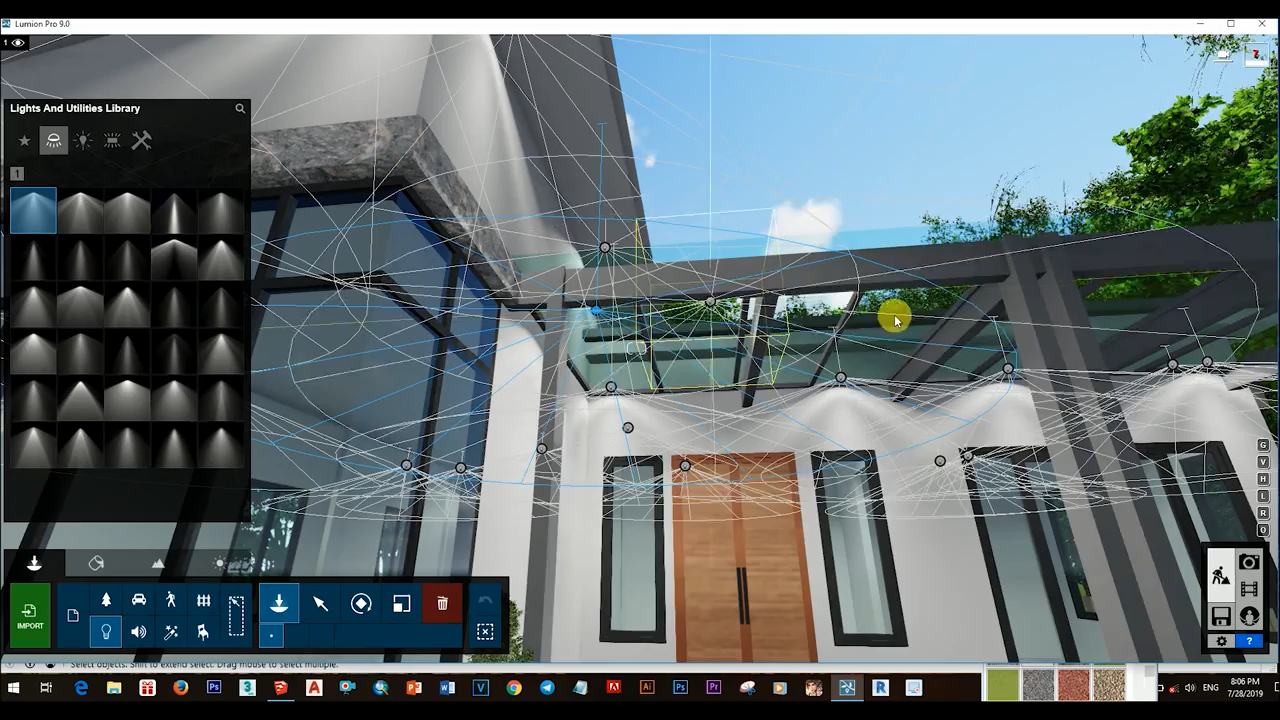 Lumion Pro 9.0
1
Lights And Utilities Library
1
G
V
H
L
R
O
IMPORT
?
Select objects. Shift to extend select. Drag mouse to select multiple.
ENG
8:06 PM
7/28/2019